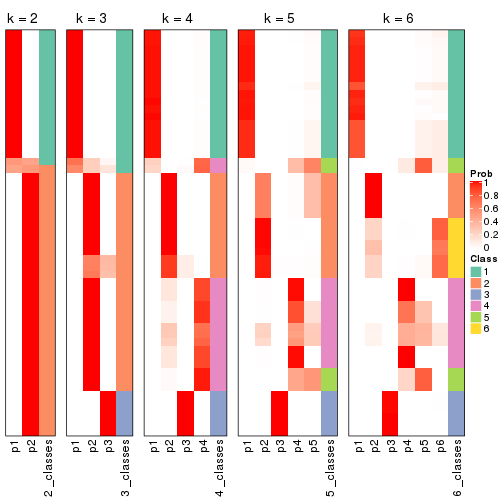 k = 2
k = 3
k = 4
k = 5
k = 6
Prob
1
0.8
0.6
0.4
0.2
0
Class
1
2
3
4
5
6
p1
p2
2_classes
p1
p2
p3
3_classes
p1
p2
p3
p4
4_classes
p1
p2
p3
p4
p5
5_classes
p1
p2
p3
p4
p5
p6
6_classes